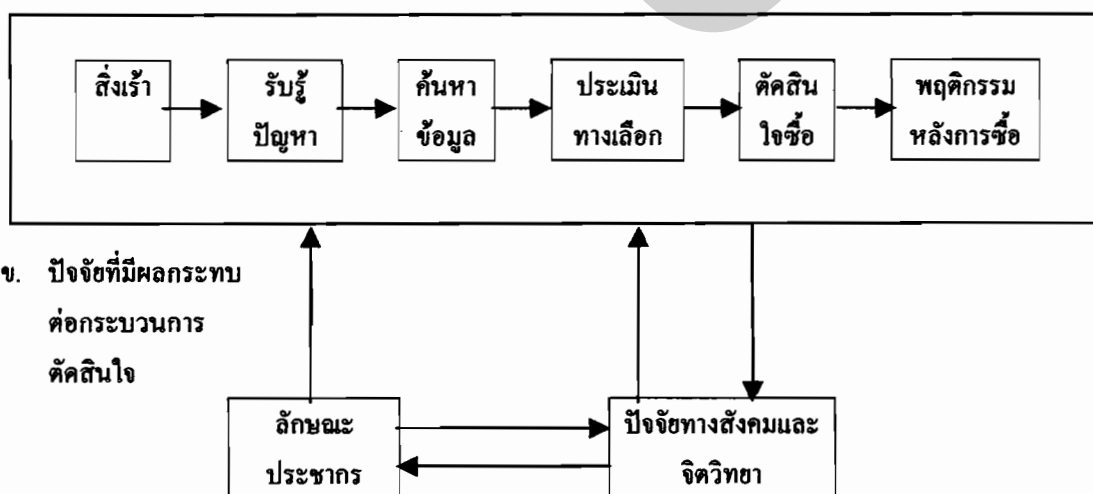 สิ่งเร้า
รับรู้
ปัญหา
ค้นหา
ข้อมูล
ประเมิน
ทางเลือก
ตัดสิน
ใจซื้อ
พฤติกรรม
หลังการซื้อ
ข. ปัจจัยที่มีผลกระทบ
ต่อกระบวนการ
ตัดสินใจ
ลักษณะ
ประชากร
ปัจจัยทางสังคมและ
จิตวิทยา